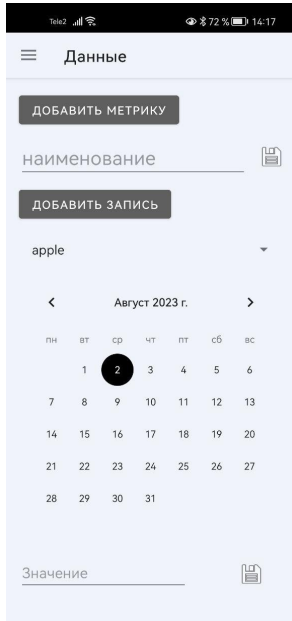 Tele2 72 % 14:17
Данные
ДОБАВИТЬ МЕТРИКУ
наименование
ДОБАВИТЬ ЗАПИСЬ
apple
Август 2023 г.
пн вт ср чт пт сб вс
1 2 3 4 5 6
7 8 9 10 11 12 13
14 15 16 17 18 19 20
21 22 23 24 25 26 27
28 29 30 31
Значение